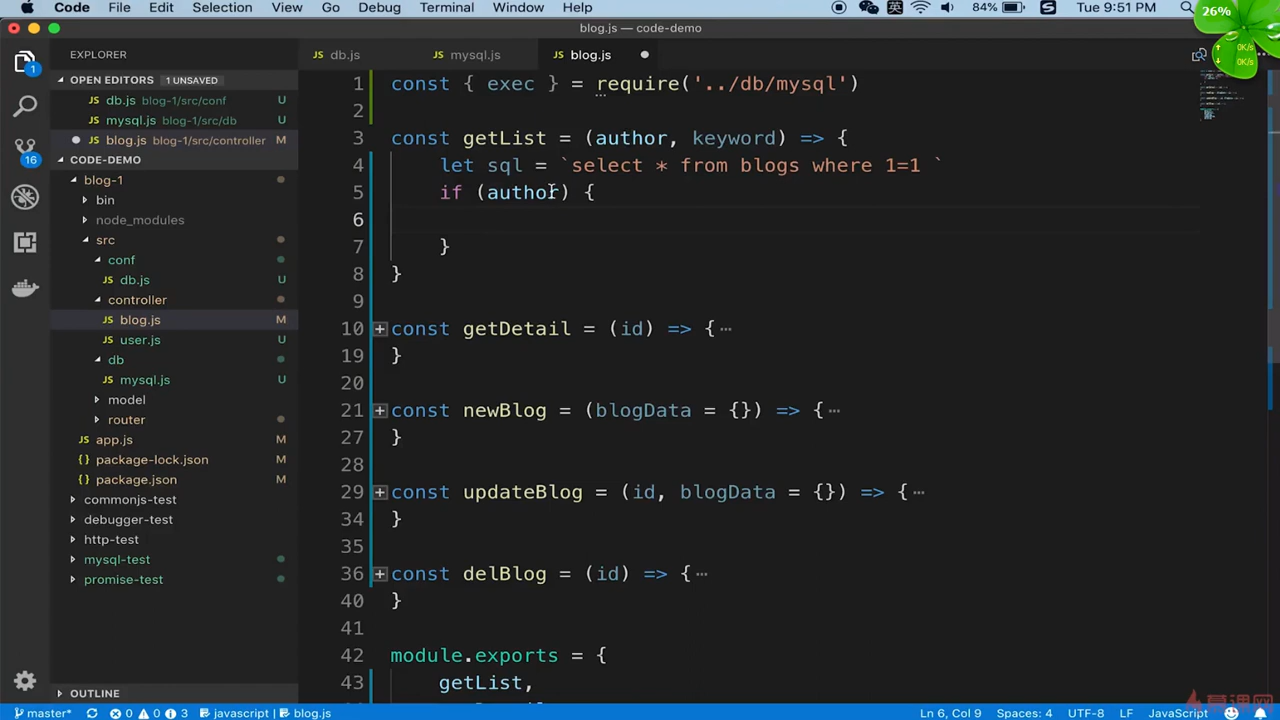 Code File Edit Selection View Go Debug Terminal Window Help 84% Tue 9:51 PM
26%
blog.js — code-demo
0K/s
0K/s
EXPLORER
db.js mysql.js blog.js
OPEN EDITORS 1 UNSAVED
db.js blog-1/src/conf U
mysql.js blog-1/src/db U
blog.js blog-1/src/controller M
CODE-DEMO
blog-1
bin
node_modules
src
conf
db.js U
controller
blog.js M
user.js U
db
mysql.js U
model
router
app.js M
package-lock.json M
package.json M
commonjs-test
debugger-test
http-test
mysql-test
promise-test
OUTLINE
1
16
1 const { exec } = require('../db/mysql')
2
3 const getList = (author, keyword) => {
4 let sql = `select * from blogs where 1=1 `
5 if (author) {
6
7 }
8 }
9
10 const getDetail = (id) => {…
19 }
20
21 const newBlog = (blogData = {}) => {…
27 }
28
29 const updateBlog = (id, blogData = {}) => {…
34 }
35
36 const delBlog = (id) => {…
40 }
41
42 module.exports = {
43 getList,
master* 0 0 3 javascript | blog.js Ln 6, Col 9 Spaces: 4 UTF-8 LF JavaScript